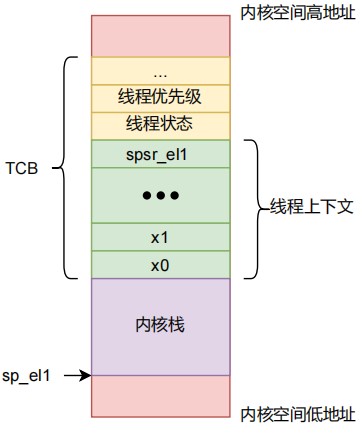 内核空间高地址
...
线程优先级
线程状态
spsr_el1
TCB
•••
线程上下文
x1
x0
内核栈
sp_el1
内核空间低地址